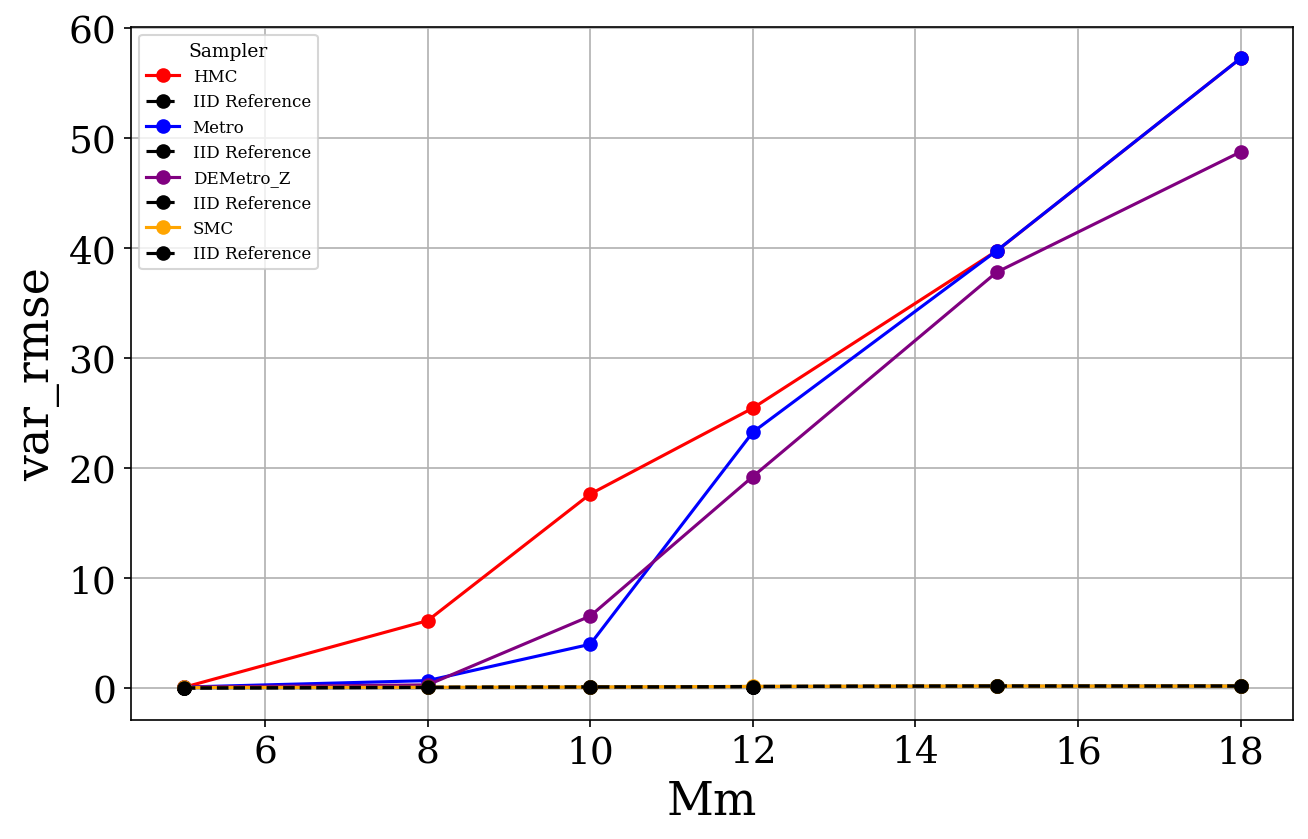 60
50
40
30
20
10
0
var_rmse
Sampler
HMC
IID Reference
Metro
IID Reference
DEMetro_Z
IID Reference
SMC
IID Reference
6 8 10 12 14 16 18
Mm